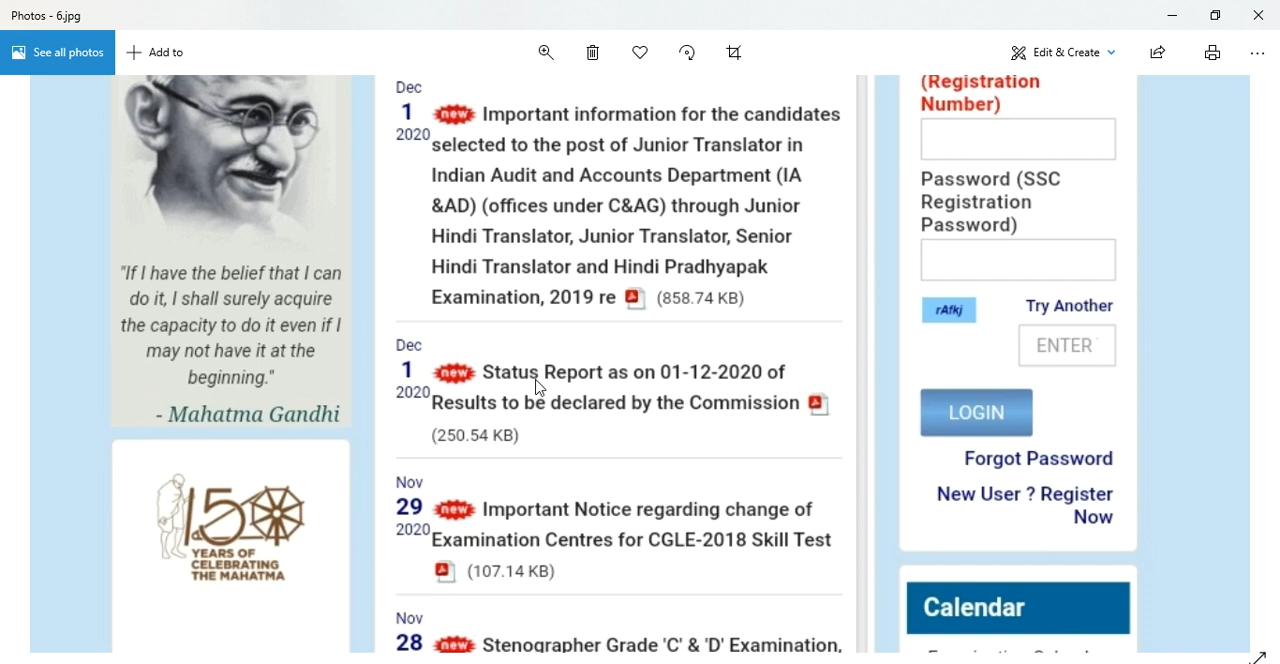 Photos - 6.jpg
See all photos
Add to
Edit & Create
"If I have the belief that I can
do it, I shall surely acquire
the capacity to do it even if I
may not have it at the
beginning."
- Mahatma Gandhi
150
YEARS OF
CELEBRATING
THE MAHATMA
Dec
1
2020
new Important information for the candidates
selected to the post of Junior Translator in
Indian Audit and Accounts Department (IA
&AD) (offices under C&AG) through Junior
Hindi Translator, Junior Translator, Senior
Hindi Translator and Hindi Pradhyapak
Examination, 2019 re (858.74 KB)
Dec
1
2020
new Status Report as on 01-12-2020 of
Results to be declared by the Commission
(250.54 KB)
Nov
29
2020
new Important Notice regarding change of
Examination Centres for CGLE-2018 Skill Test
(107.14 KB)
Nov
28
new Stenographer Grade 'C' & 'D' Examination,
(Registration
Number)
Password (SSC
Registration
Password)
rAfkj
Try Another
ENTER
LOGIN
Forgot Password
New User ? Register
Now
Calendar